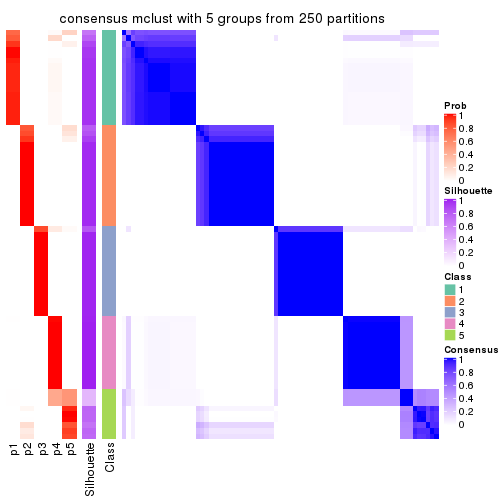 consensus mclust with 5 groups from 250 partitions
Prob
1
0.8
0.6
0.4
0.2
0
Silhouette
1
0.8
0.6
0.4
0.2
0
Class
1
2
3
4
5
Consensus
1
0.8
0.6
0.4
0.2
0
p1
p2
p3
p4
p5
Silhouette
Class